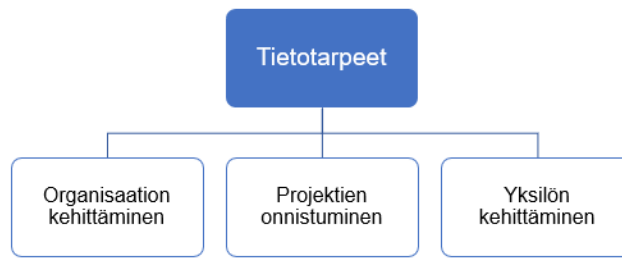 Tietotarpeet
Organisaation
kehittäminen
Projektien
onnistuminen
Yksilön
kehittäminen